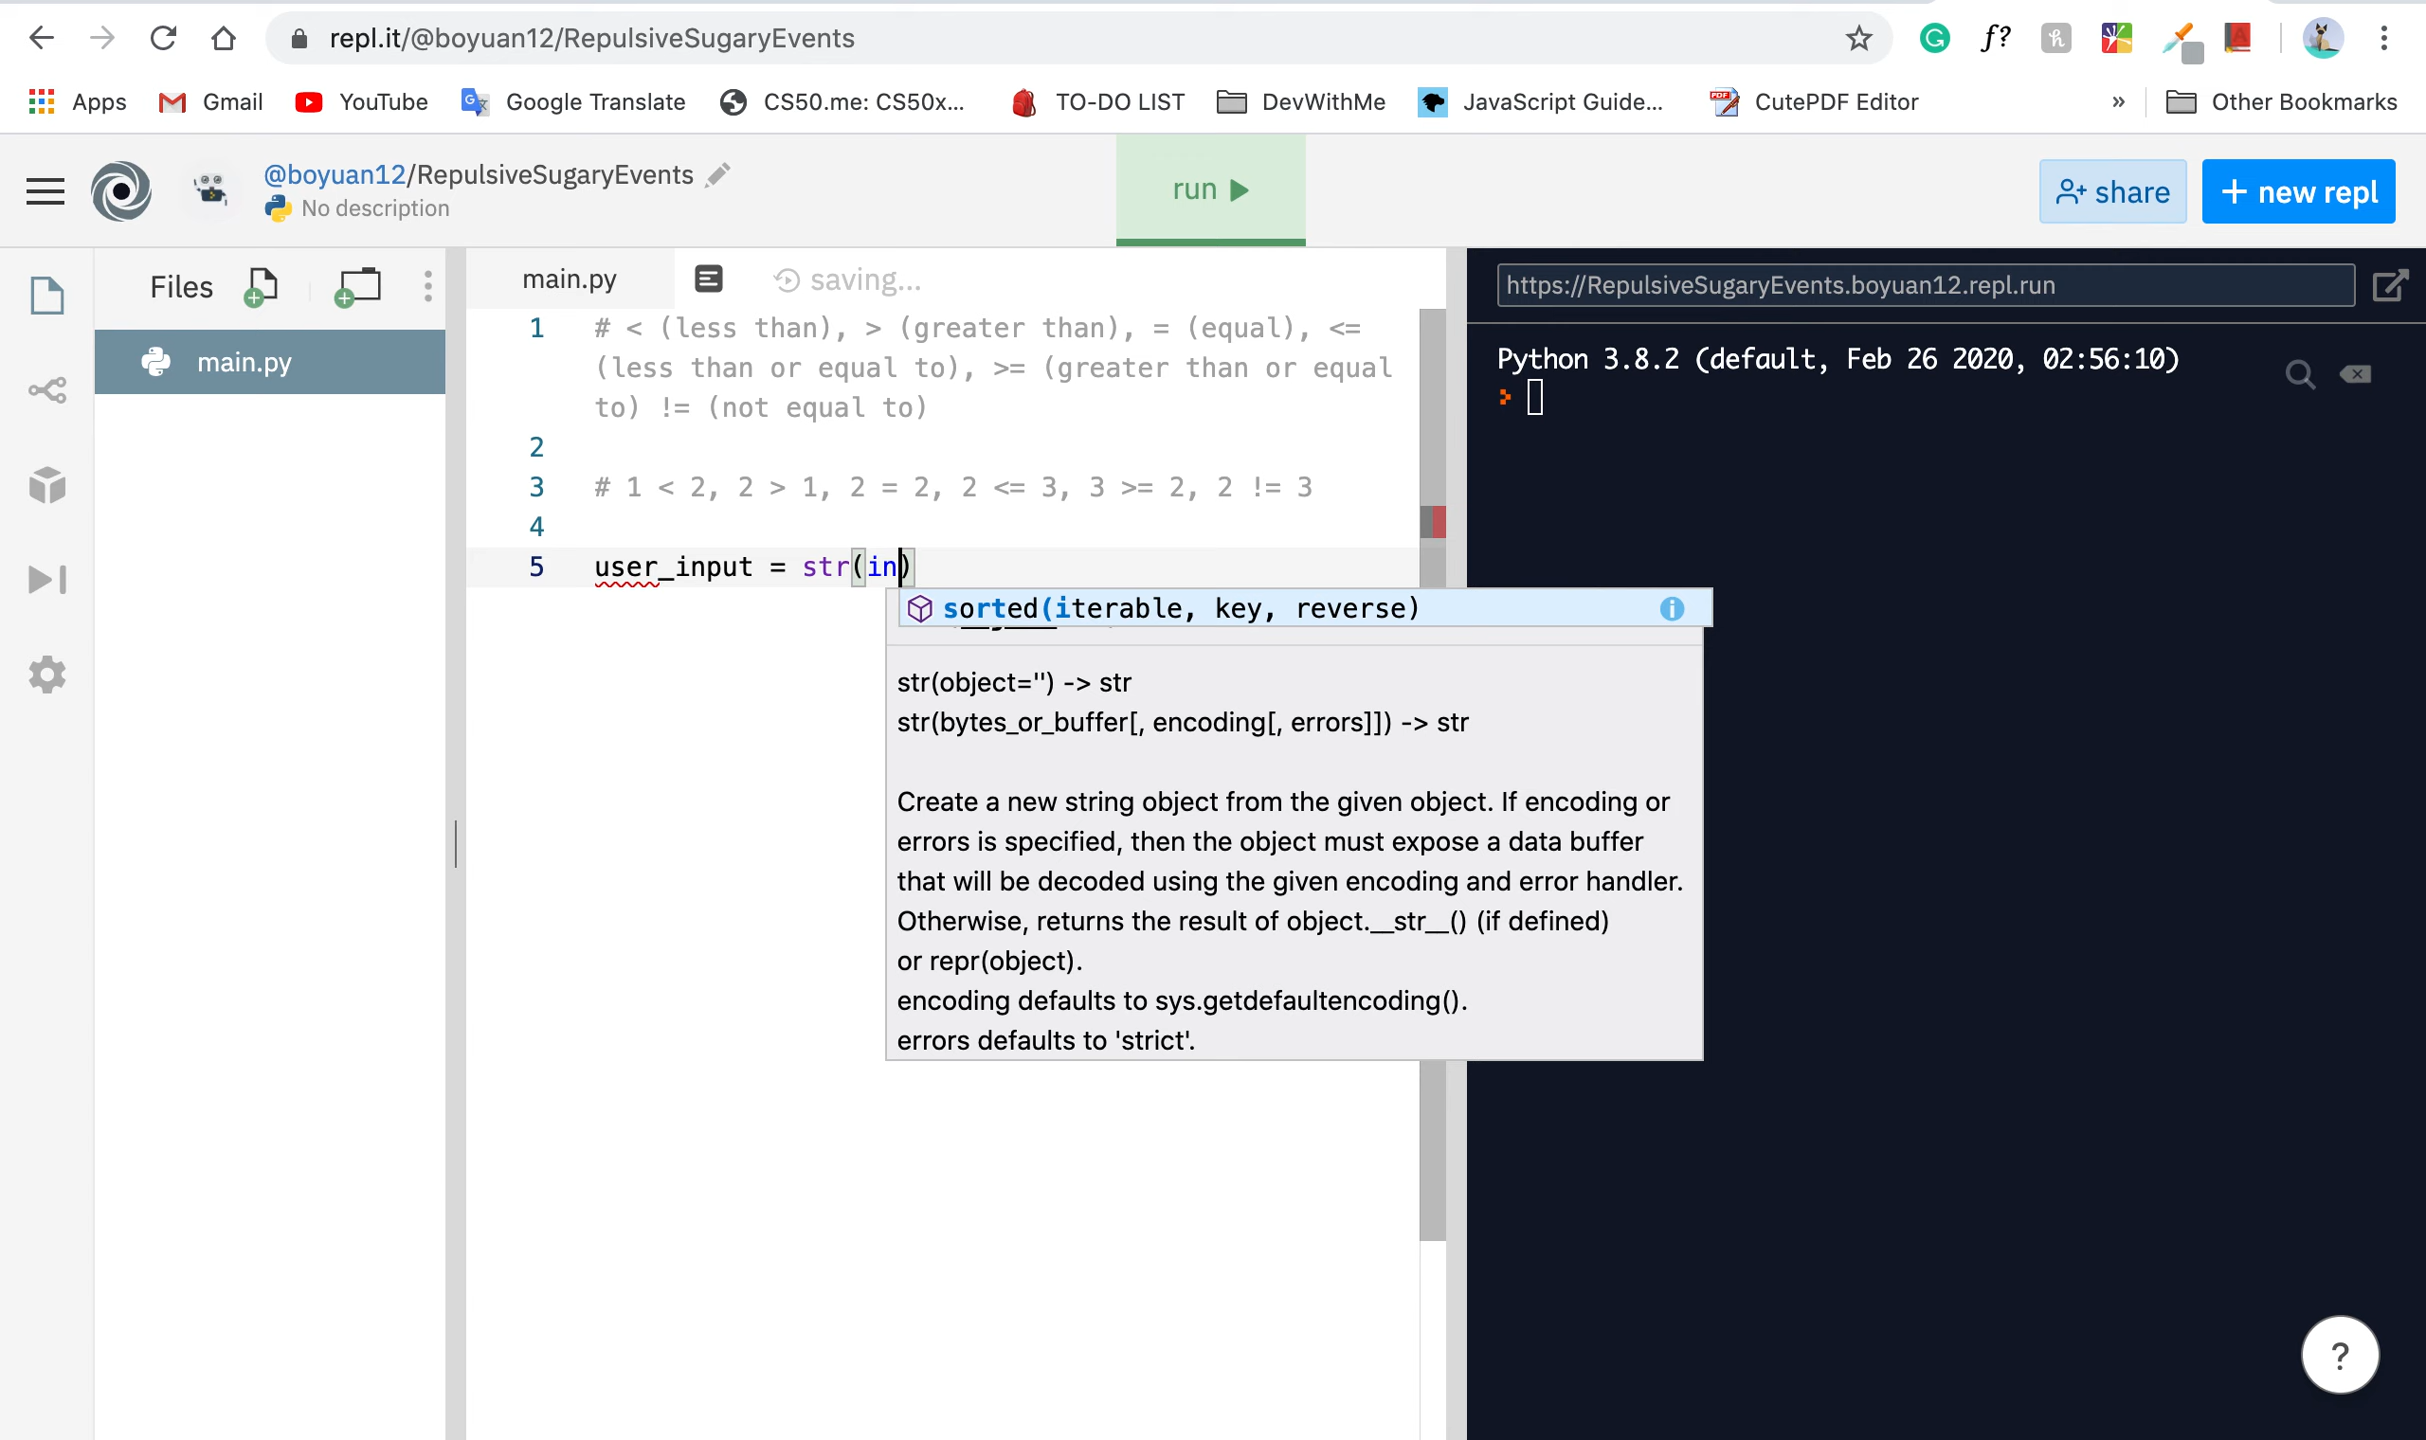 repl.it/@boyuan12/RepulsiveSugaryEvents
f?
Apps Gmail YouTube Google Translate CS50.me: CS50x... TO-DO LIST DevWithMe JavaScript Guide... CutePDF Editor » Other Bookmarks
@boyuan12/RepulsiveSugaryEvents
No description
run
share
+ new repl
Files
main.py
main.py saving...
1 # < (less than), > (greater than), = (equal), <=
(less than or equal to), >= (greater than or equal
to) != (not equal to)
2
3 # 1 < 2, 2 > 1, 2 = 2, 2 <= 3, 3 >= 2, 2 != 3
4
5 user_input = str(in)
sorted(iterable, key, reverse)
str(object='') -> str
str(bytes_or_buffer[, encoding[, errors]]) -> str
Create a new string object from the given object. If encoding or
errors is specified, then the object must expose a data buffer
that will be decoded using the given encoding and error handler.
Otherwise, returns the result of object.__str__() (if defined)
or repr(object).
encoding defaults to sys.getdefaultencoding().
errors defaults to 'strict'.
https://RepulsiveSugaryEvents.boyuan12.repl.run
Python 3.8.2 (default, Feb 26 2020, 02:56:10)
?